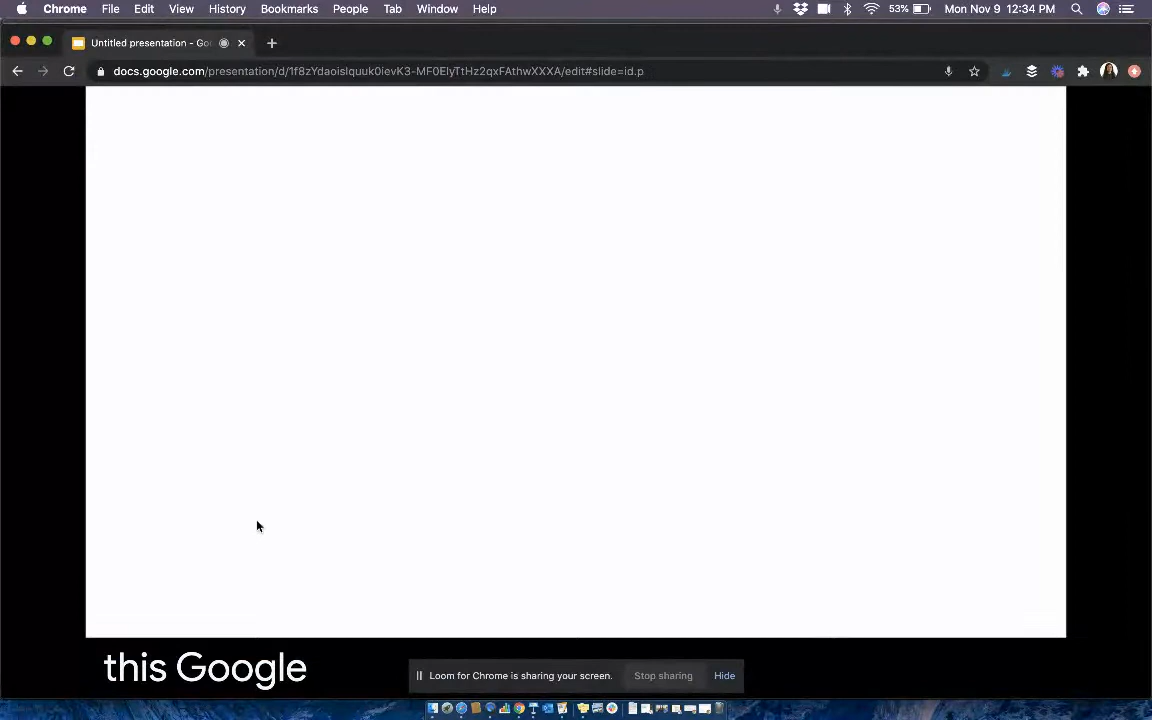 Chrome File Edit View History Bookmarks People Tab Window Help 53% Mon Nov 9 12:34 PM
Untitled presentation - Go
docs.google.com/presentation/d/1f8zYdaoislquuk0ievK3-MF0ElyTtHz2qxFAthwXXXA/edit#slide=id.p
this Google
Loom for Chrome is sharing your screen. Stop sharing Hide